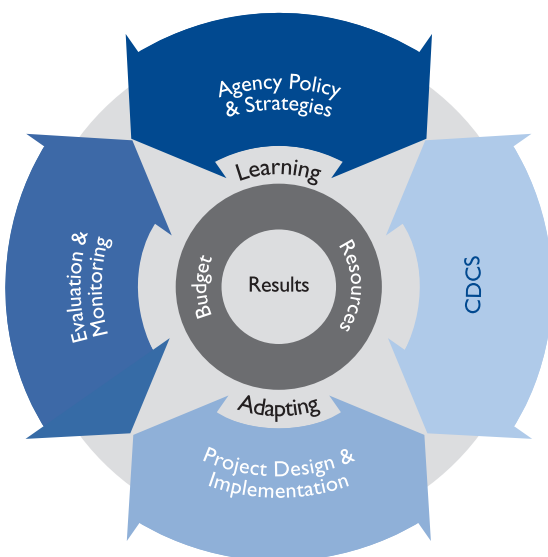 Agency Policy
& Strategies
Learning
Evaluation &
Monitoring
Budget
Results
Resources
CDCS
Adapting
Project Design &
Implementation